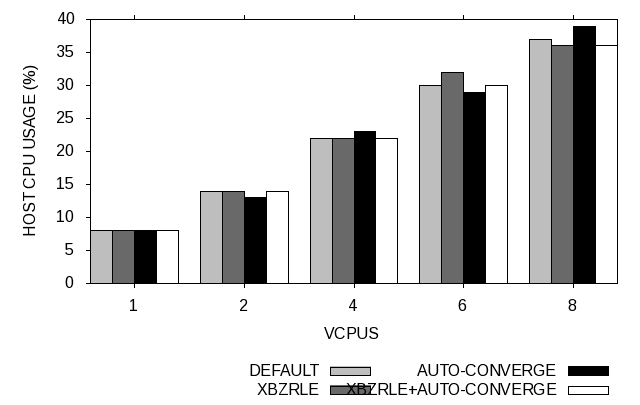 40
35
30
25
20
15
10
5
0
HOST CPU USAGE (%)
1 2 4 6 8
VCPUS
DEFAULT AUTO-CONVERGE
XBZRLE XBZRLE+AUTO-CONVERGE